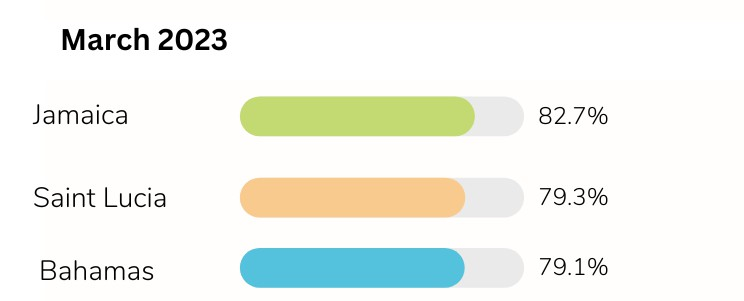 March 2023
Jamaica 82.7%
Saint Lucia 79.3%
Bahamas 79.1%